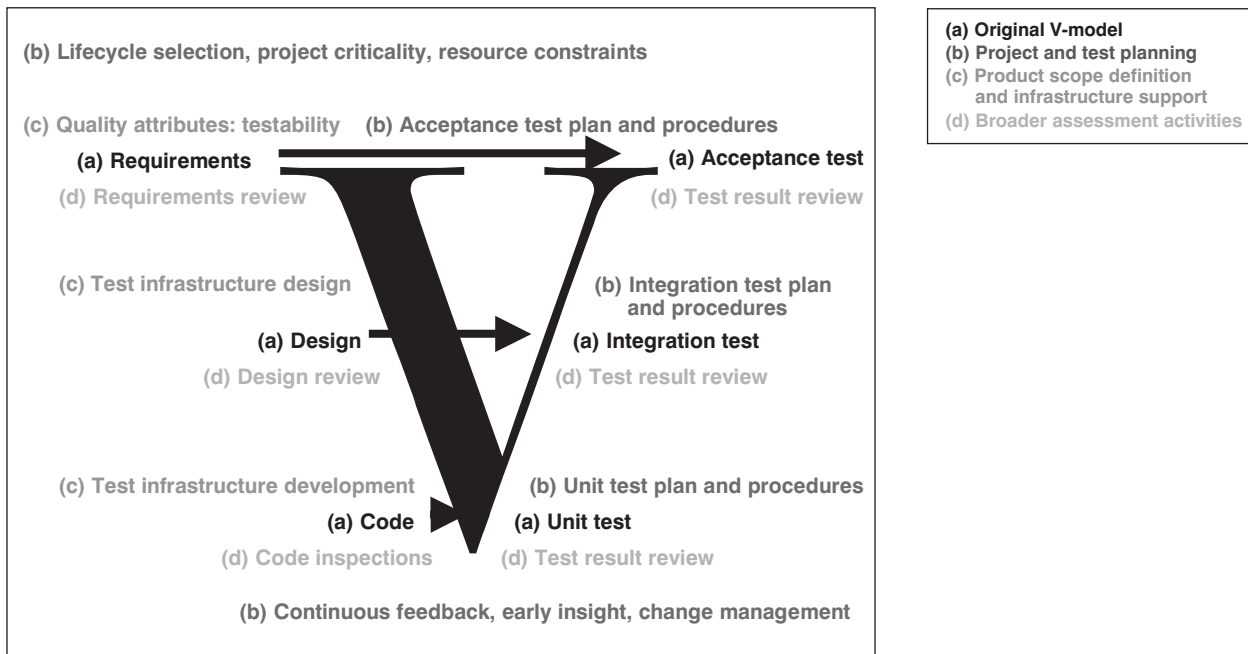 (b) Lifecycle selection, project criticality, resource constraints
(c) Quality attributes: testability
(b) Acceptance test plan and procedures
(a) Requirements
(a) Acceptance test
(d) Requirements review
(d) Test result review
(c) Test infrastructure design
(b) Integration test plan
and procedures
(a) Design
(a) Integration test
(d) Design review
(d) Test result review
(c) Test infrastructure development
(b) Unit test plan and procedures
(a) Code
(a) Unit test
(d) Code inspections
(d) Test result review
(b) Continuous feedback, early insight, change management
(a) Original V-model
(b) Project and test planning
(c) Product scope definition
and infrastructure support
(d) Broader assessment activities